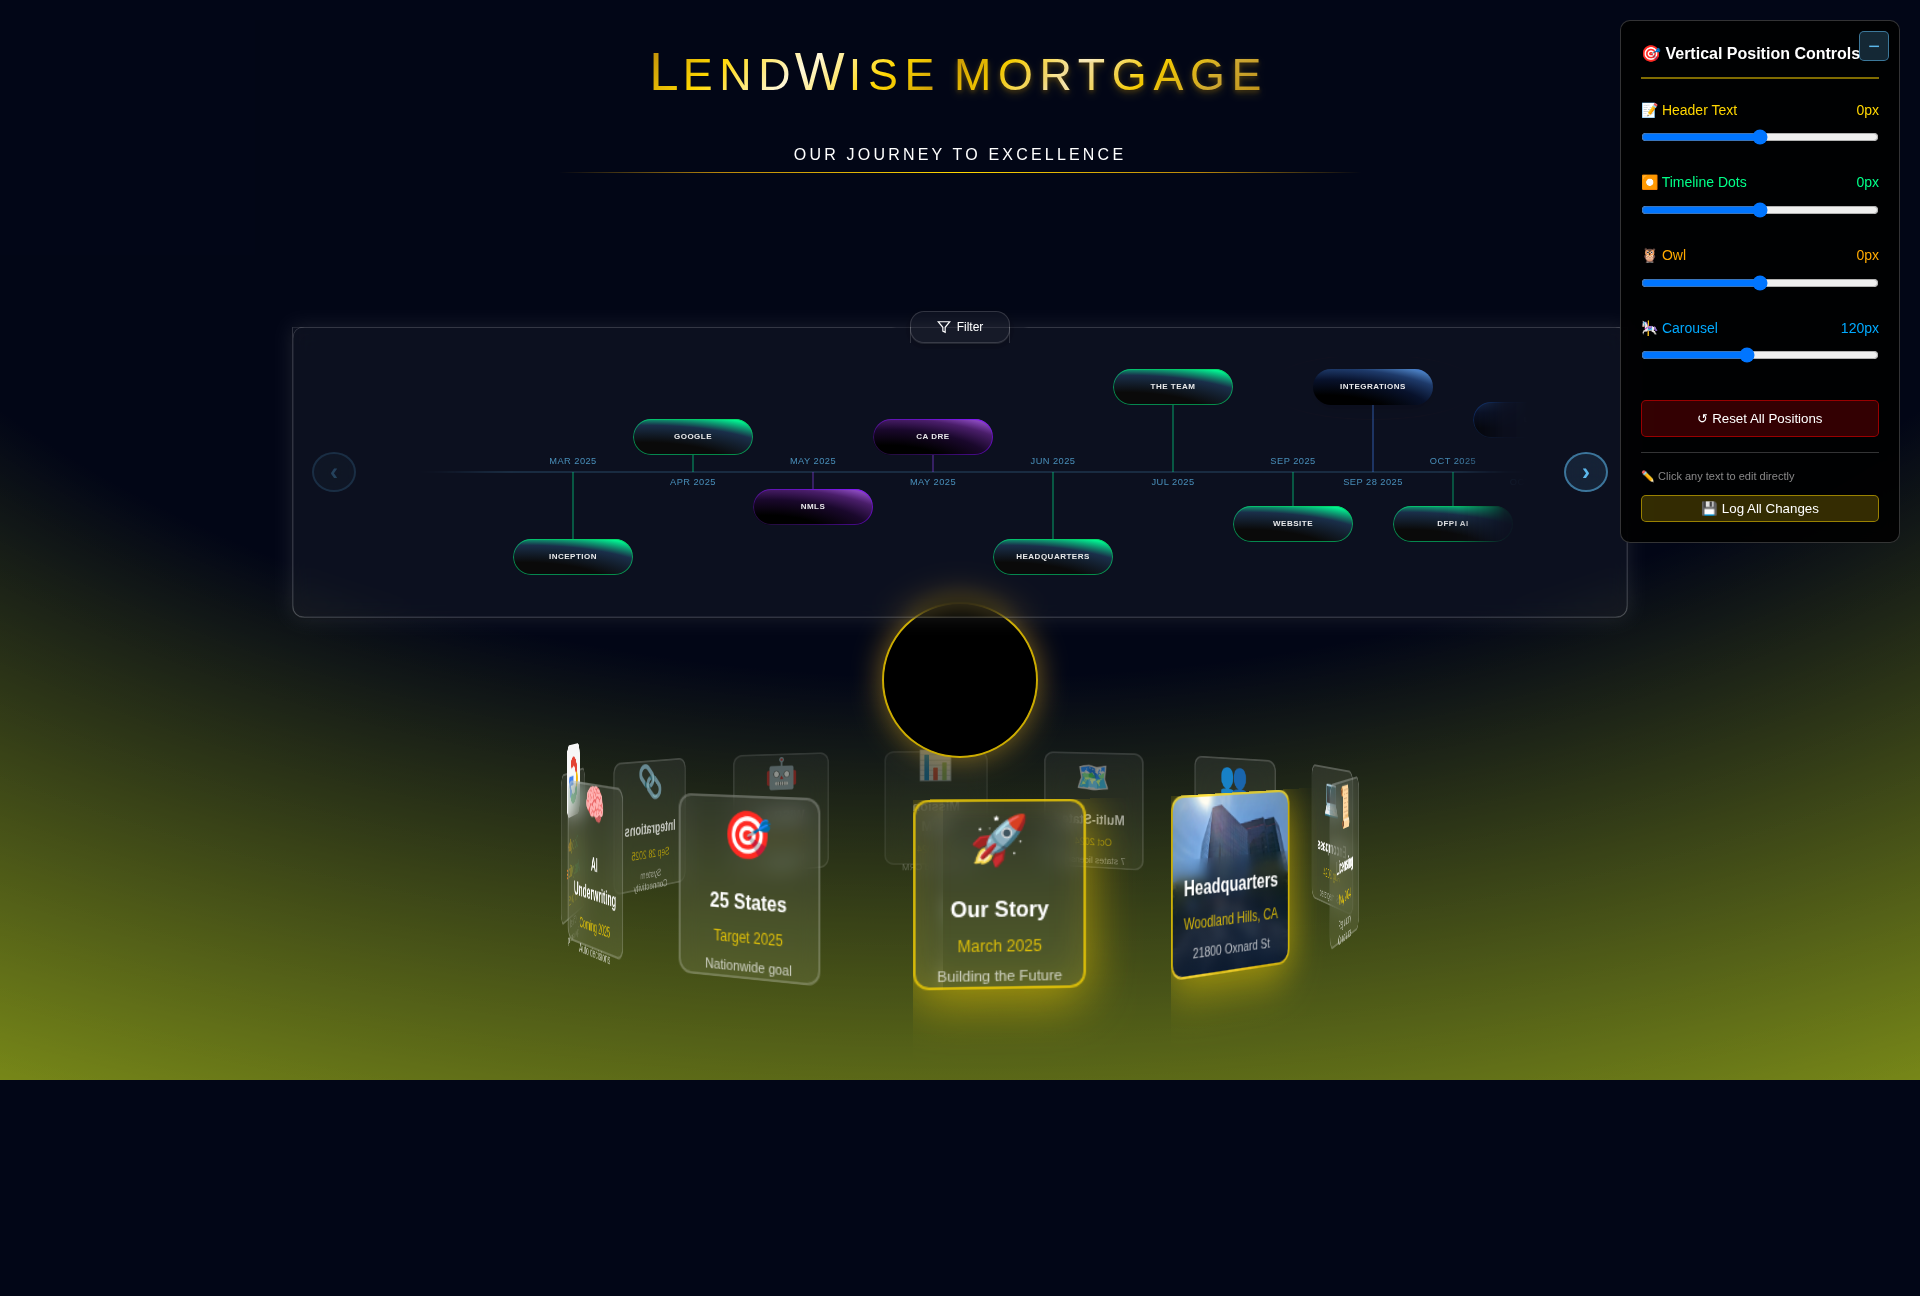 LENDWISE MORTGAGE
OUR JOURNEY TO EXCELLENCE
🎯 Vertical Position Controls
−
📝 Header Text 0px
⏺️ Timeline Dots 0px
🦉 Owl 0px
🎠 Carousel 120px
↺ Reset All Positions
✏️ Click any text to edit directly
💾 Log All Changes
Filter
THE TEAM
INTEGRATIONS
GOOGLE
CA DRE
MAR 2025
MAY 2025
JUN 2025
SEP 2025
OCT 2025
‹
›
APR 2025
MAY 2025
JUL 2025
SEP 28 2025
NMLS
WEBSITE
DFPI AI
INCEPTION
HEADQUARTERS
Integrations
Sep 28 2025
System
Connectivity
AI
Underwriting
Coming 2025
25 States
Target 2025
Nationwide goal
Our Story
March 2025
Building the Future
Oct
7 states
Headquarters
Woodland Hills, CA
21800 Oxnard St